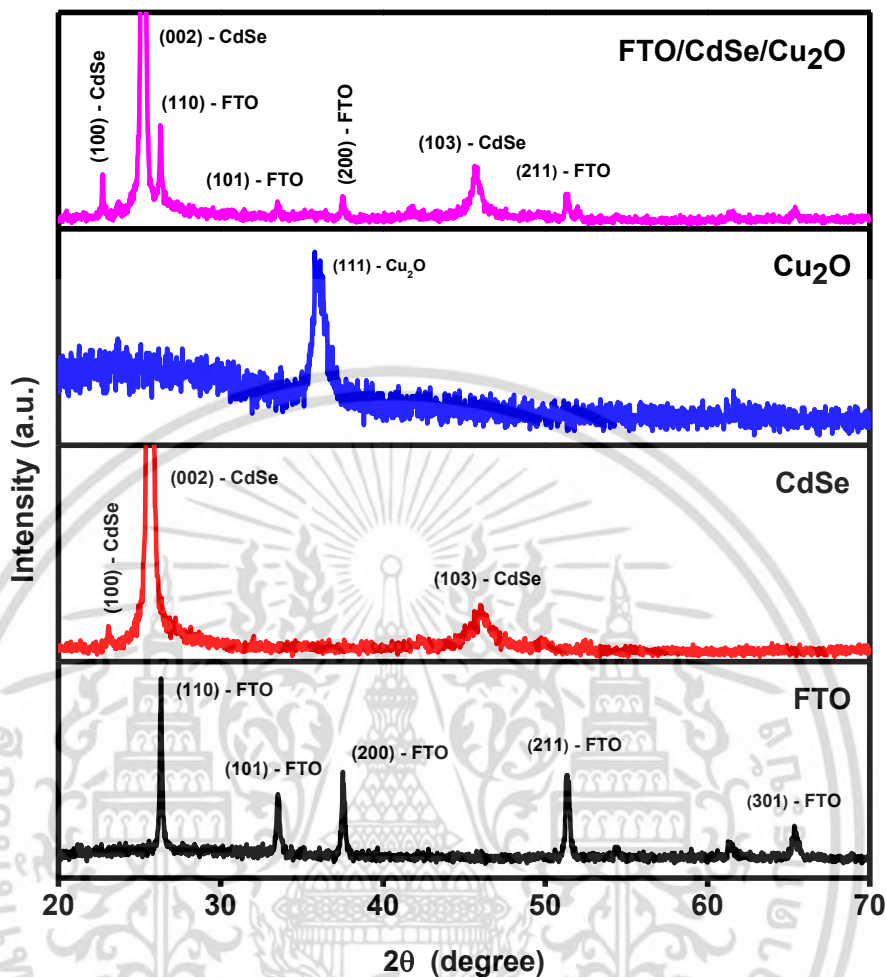 FTO/CdSe/Cu2O
(002) - CdSe
(100) - CdSe
(110) - FTO
(101) - FTO
(200) - FTO
(103) - CdSe
(211) - FTO
Cu2O
(111) - Cu2O
CdSe
(002) - CdSe
(100) - CdSe
(103) - CdSe
FTO
(110) - FTO
(101) - FTO
(200) - FTO
(211) - FTO
(301) - FTO
Intensity (a.u.)
20 30 40 50 60 70
2θ (degree)